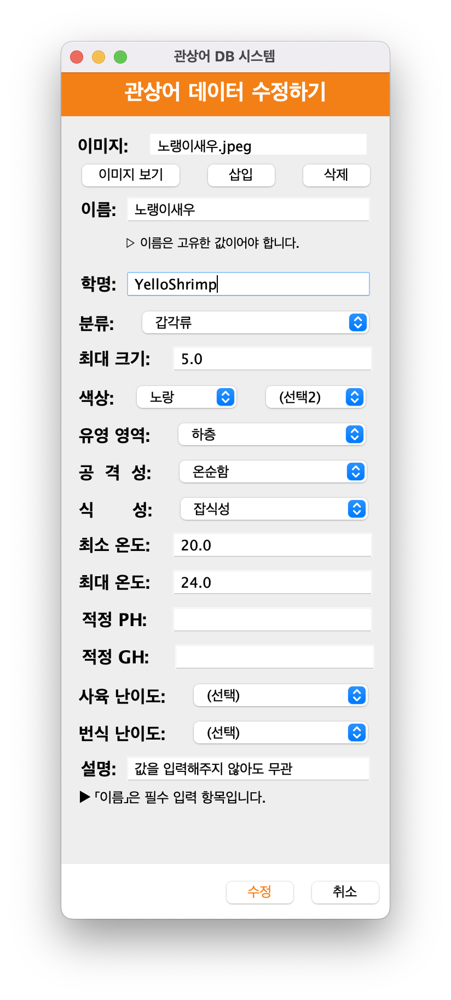 관상어 DB 시스템
관상어 데이터 수정하기
이미지: 노랭이새우.jpeg
이미지 보기 삽입 삭제
이름: 노랭이새우
▷ 이름은 고유한 값이어야 합니다.
학명: YelloShrimp
분류: 갑각류
최대 크기: 5.0
색상: 노랑 (선택2)
유영 영역: 하층
공 격 성: 온순함
식 성: 잡식성
최소 온도: 20.0
최대 온도: 24.0
적정 PH:
적정 GH:
사육 난이도: (선택)
번식 난이도: (선택)
설명: 값을 입력해주지 않아도 무관
▶ 「이름」은 필수 입력 항목입니다.
수정 취소